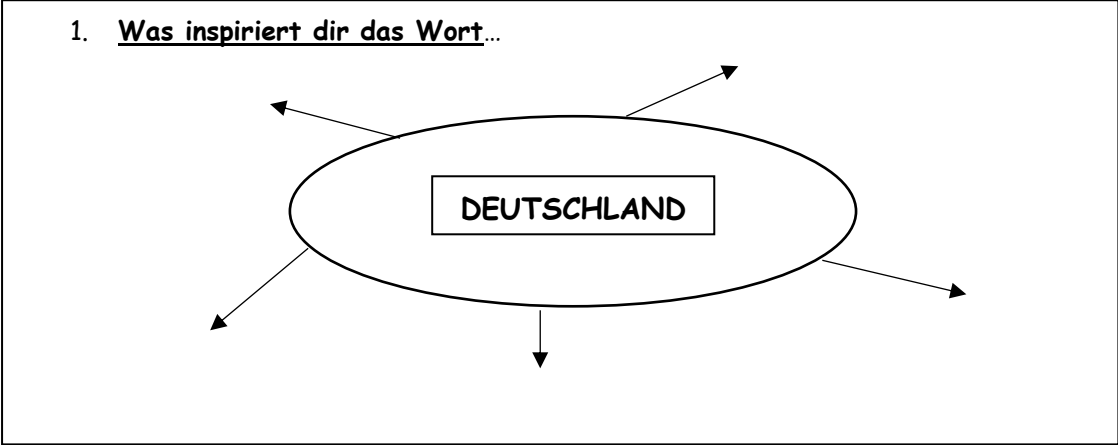 1. Was inspiriert dir das Wort…
DEUTSCHLAND